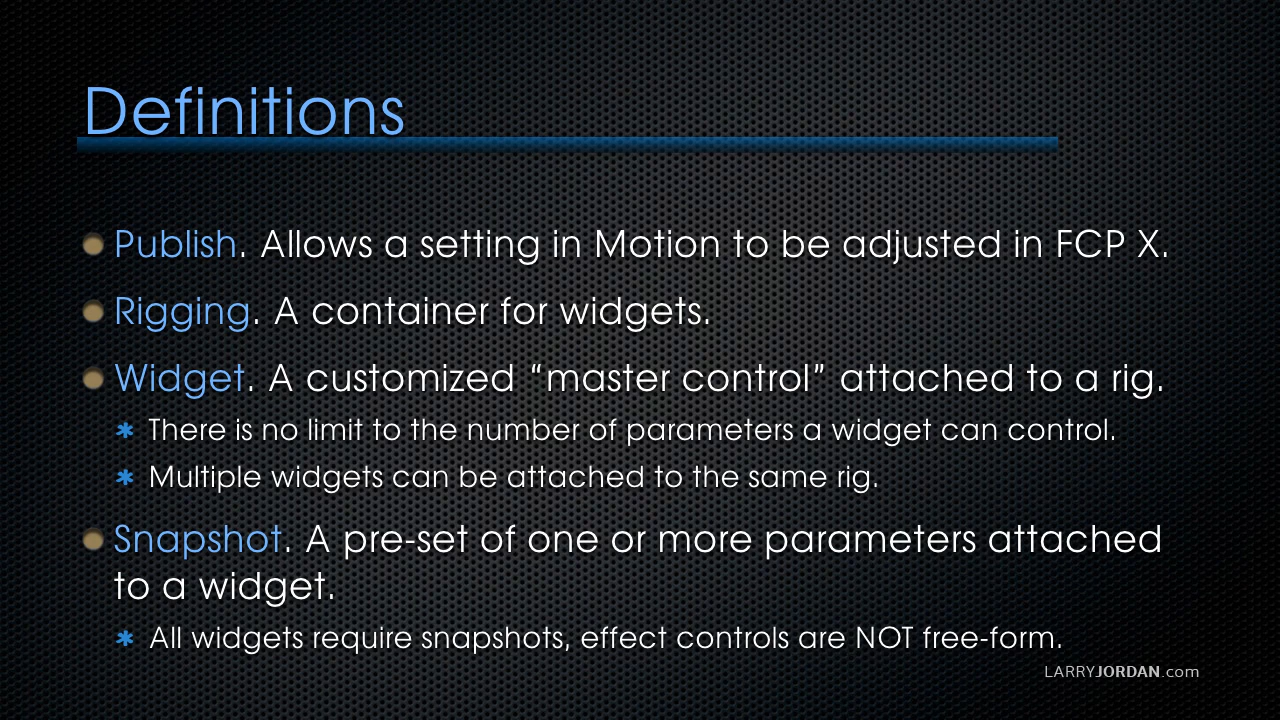 Definitions
Publish. Allows a setting in Motion to be adjusted in FCP X.
Rigging. A container for widgets.
Widget. A customized “master control” attached to a rig.
There is no limit to the number of parameters a widget can control.
Multiple widgets can be attached to the same rig.
Snapshot. A pre-set of one or more parameters attached
to a widget.
All widgets require snapshots, effect controls are NOT free-form.
LARRYJORDAN.com